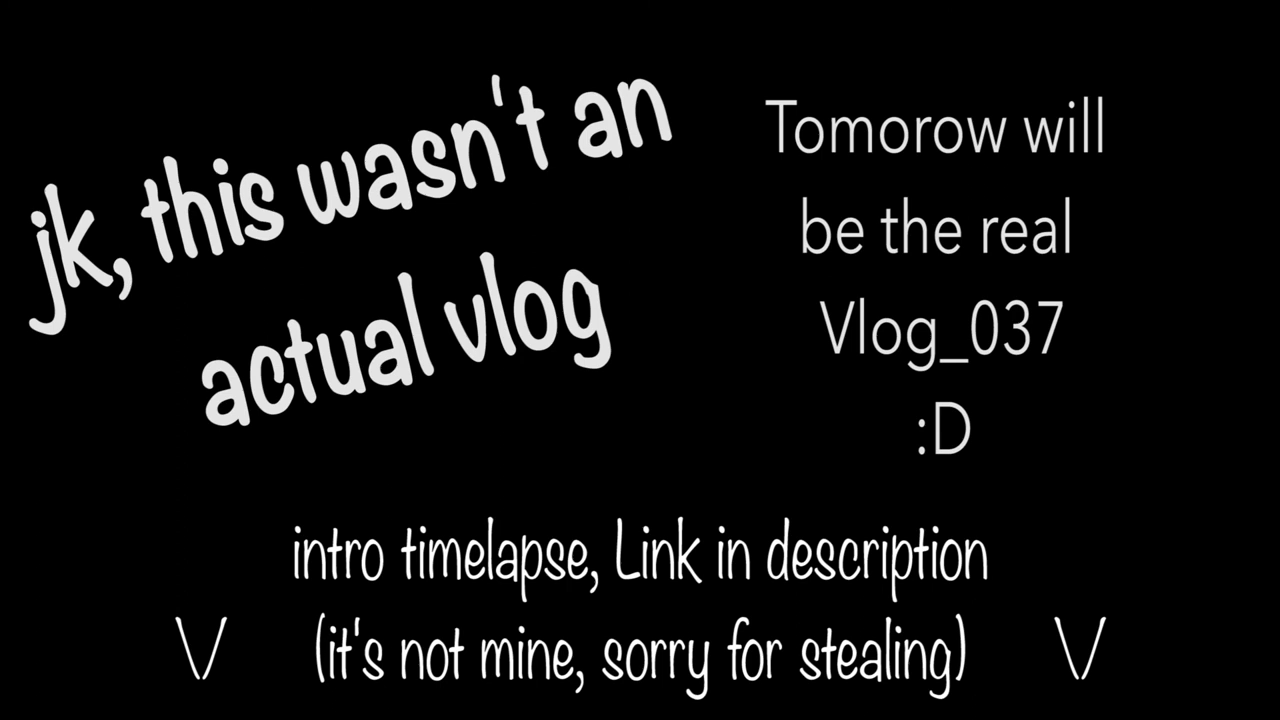 jk, this wasn't an
actual vlog
Tomorow will
be the real
Vlog_037
:D
intro timelapse, Link in description
\/ (it's not mine, sorry for stealing) \/